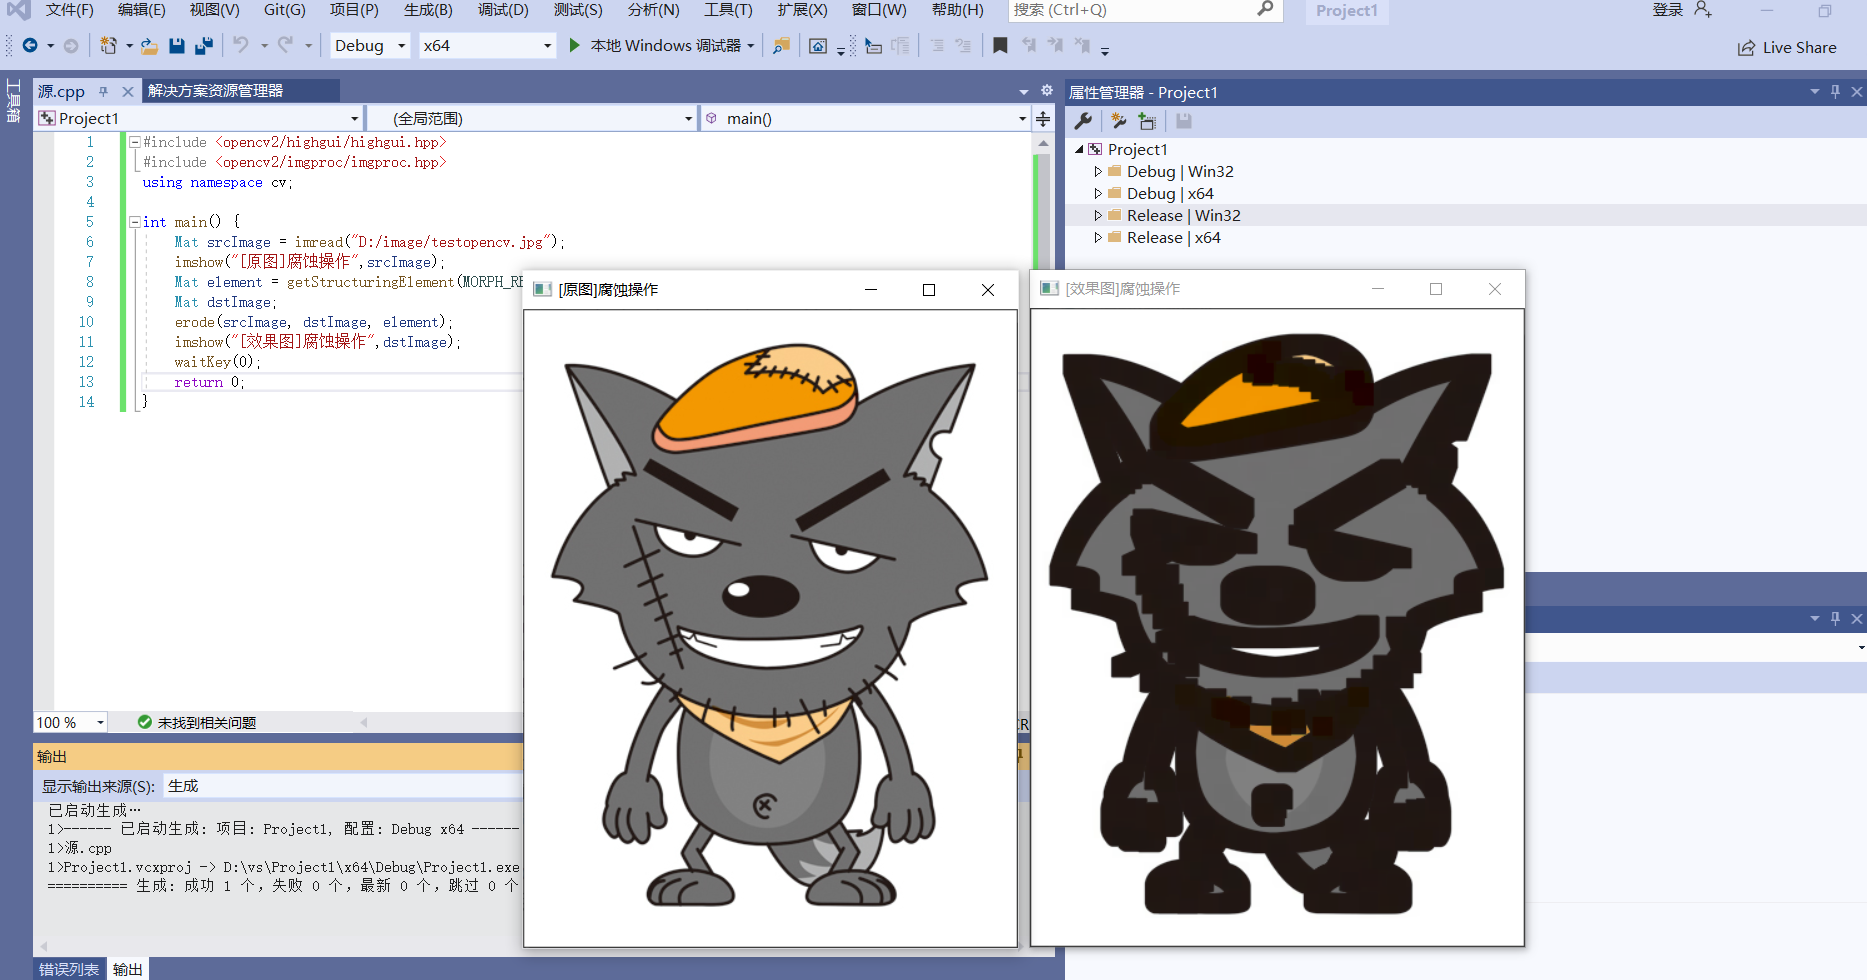 文件(F) 编辑(E) 视图(V) Git(G) 项目(P) 生成(B) 调试(D) 测试(S) 分析(N) 工具(T) 扩展(X) 窗口(W) 帮助(H) 搜索 (Ctrl+Q) Project1 登录
Debug x64 本地 Windows 调试器 Live Share
工具箱
源.cpp 解决方案资源管理器
Project1 (全局范围) main()
1 #include <opencv2/highgui/highgui.hpp>
2 #include <opencv2/imgproc/imgproc.hpp>
3 using namespace cv;
4
5 int main() {
6 Mat srcImage = imread("D:/image/testopencv.jpg");
7 imshow("[原图]腐蚀操作",srcImage);
8 Mat element = getStructuringElement(MORPH_RE
9 Mat dstImage;
10 erode(srcImage, dstImage, element);
11 imshow("[效果图]腐蚀操作",dstImage);
12 waitKey(0);
13 return 0;
14 }
100 % 未找到相关问题
CR
输出
显示输出来源(S): 生成
已启动生成…
1>------ 已启动生成: 项目: Project1, 配置: Debug x64 ------
1>源.cpp
1>Project1.vcxproj -> D:\vs\Project1\x64\Debug\Project1.exe
========== 生成: 成功 1 个，失败 0 个，最新 0 个，跳过 0 个
错误列表 输出
[原图]腐蚀操作
[效果图]腐蚀操作
属性管理器 - Project1
Project1
Debug | Win32
Debug | x64
Release | Win32
Release | x64